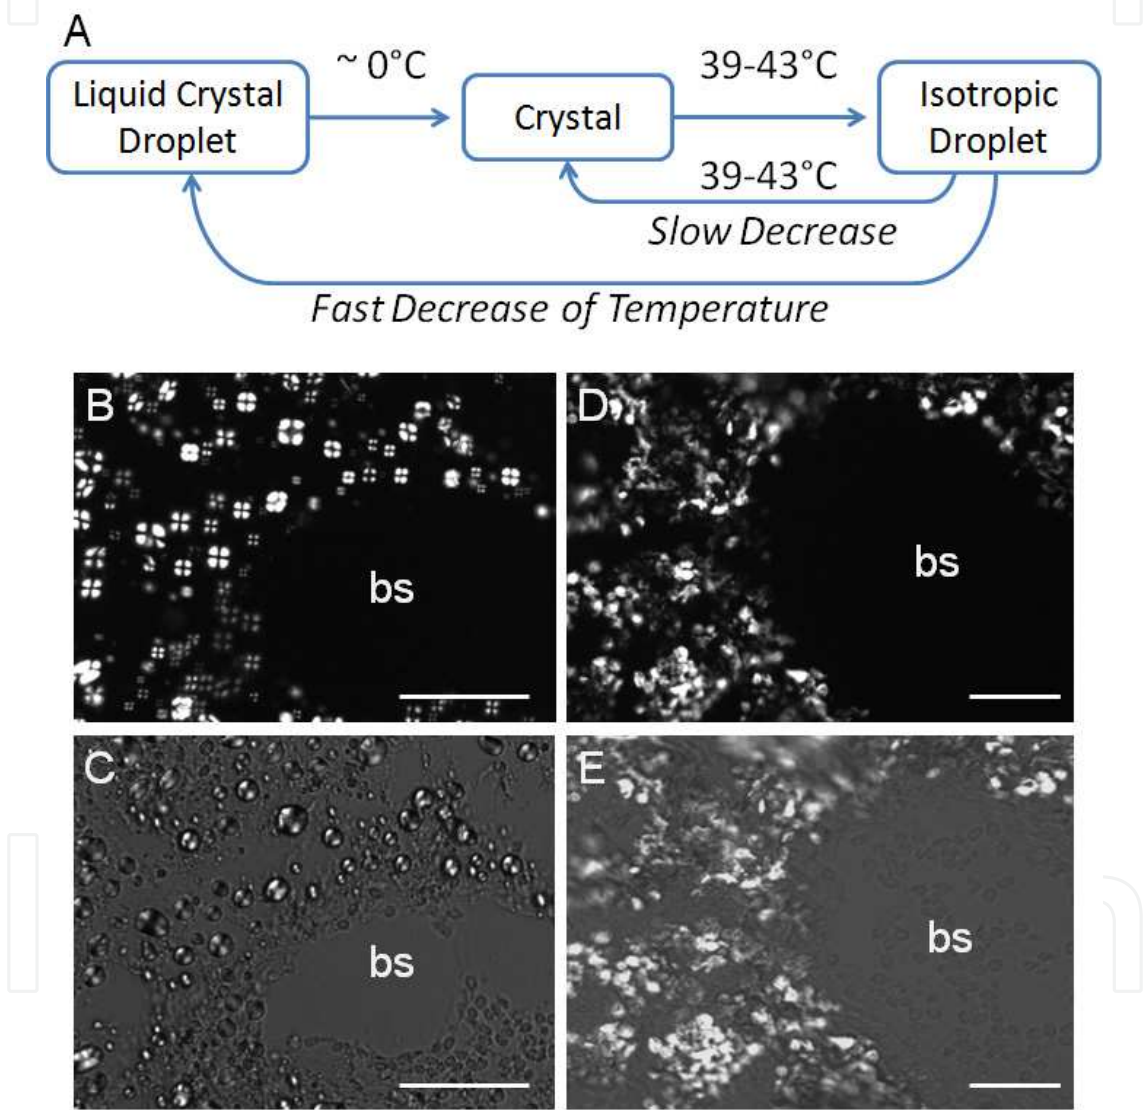 A
Liquid Crystal
Droplet
~ 0°C
Crystal
39-43°C
Isotropic
Droplet
39-43°C
Slow Decrease
Fast Decrease of Temperature
B
bs
D
bs
C
bs
E
bs